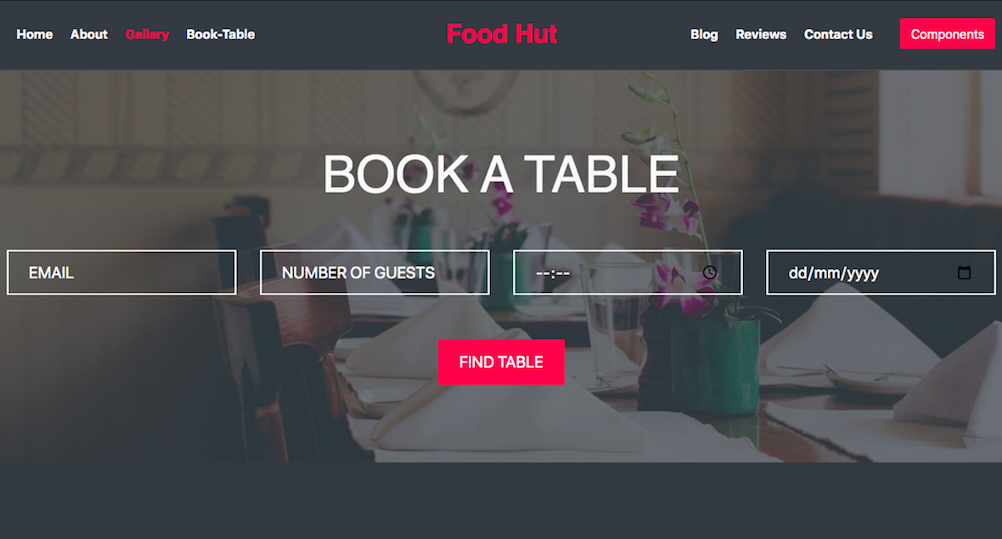 Home About Gallary Book-Table Food Hut Blog Reviews Contact Us Components
BOOK A TABLE
EMAIL NUMBER OF GUESTS --:-- dd/mm/yyyy
FIND TABLE